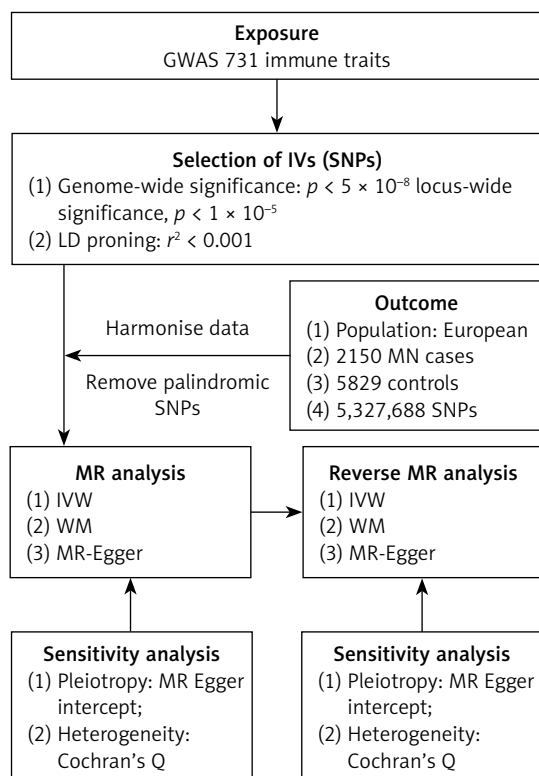 Exposure
GWAS 731 immune traits
Selection of IVs (SNPs)
(1) Genome-wide significance: p < 5 × 10⁻⁸ locus-wide
significance, p < 1 × 10⁻⁵
(2) LD proning: r² < 0.001
Outcome
(1) Population: European
(2) 2150 MN cases
(3) 5829 controls
(4) 5,327,688 SNPs
Harmonise data
Remove palindromic
SNPs
MR analysis
(1) IVW
(2) WM
(3) MR-Egger
Reverse MR analysis
(1) IVW
(2) WM
(3) MR-Egger
Sensitivity analysis
(1) Pleiotropy: MR Egger
intercept;
(2) Heterogeneity:
Cochran’s Q
Sensitivity analysis
(1) Pleiotropy: MR Egger
intercept;
(2) Heterogeneity:
Cochran’s Q